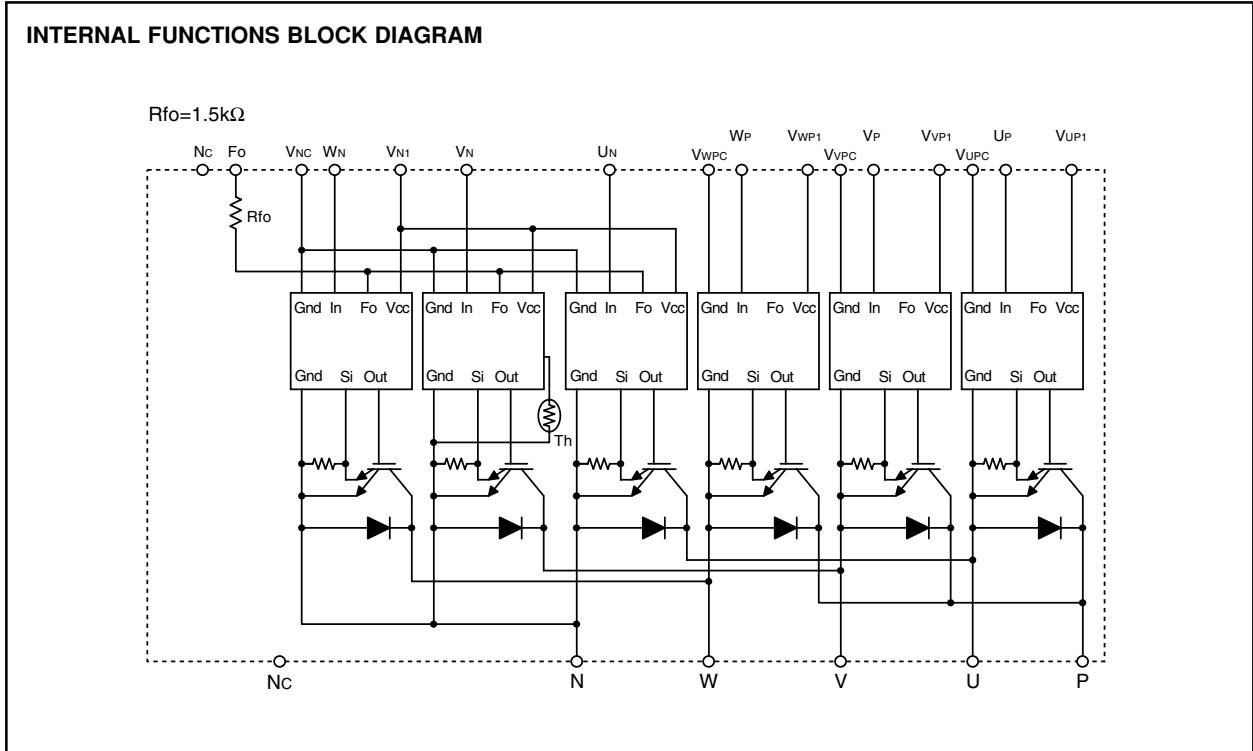 INTERNAL FUNCTIONS BLOCK DIAGRAM
Rfo=1.5kΩ
NC FO VNC WN VN1 VN UN VWPC WP VWP1 VVPC VP VVP1 VUPC UP VUP1
Rfo
Gnd In Fo Vcc Gnd In Fo Vcc Gnd In Fo Vcc Gnd In Fo Vcc Gnd In Fo Vcc Gnd In Fo Vcc
Gnd Si Out Gnd Si Out Gnd Si Out Gnd Si Out Gnd Si Out Gnd Si Out
Th
NC N W V U P